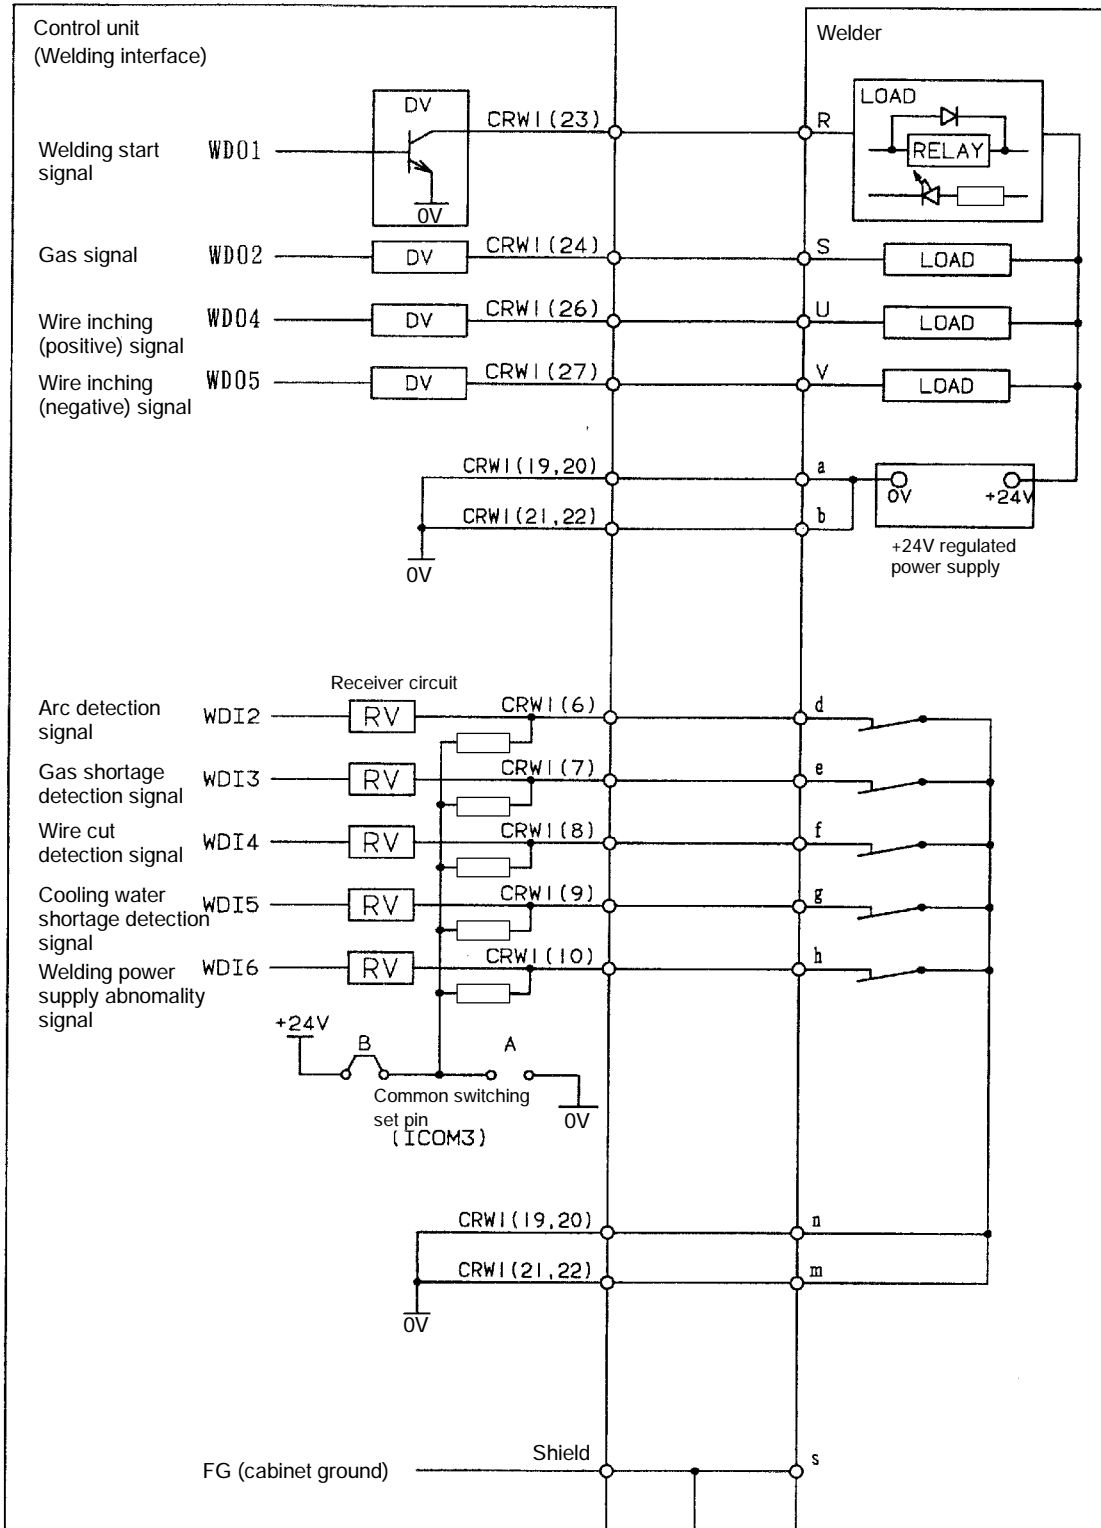 Control unit
(Welding interface)
Welder
DV
CRW1(23)
R
LOAD
RELAY
Welding start
signal
WDO1
0V
Gas signal
WDO2
DV
CRW1(24)
S
LOAD
Wire inching
(positive) signal
WDO4
DV
CRW1(26)
U
LOAD
Wire inching
(negative) signal
WDO5
DV
CRW1(27)
V
LOAD
CRW1(19,20)
a
0V
+24V
CRW1(21,22)
b
0V
+24V regulated
power supply
Receiver circuit
Arc detection
signal
WDI2
RV
CRW1(6)
d
Gas shortage
detection signal
WDI3
RV
CRW1(7)
e
Wire cut
detection signal
WDI4
RV
CRW1(8)
f
Cooling water
shortage detection
signal
WDI5
RV
CRW1(9)
g
Welding power
supply abnomality
signal
WDI6
RV
CRW1(10)
h
+24V
B
A
Common switching
set pin
(ICOM3)
0V
CRW1(19,20)
n
CRW1(21,22)
m
0V
Shield
FG (cabinet ground)
s